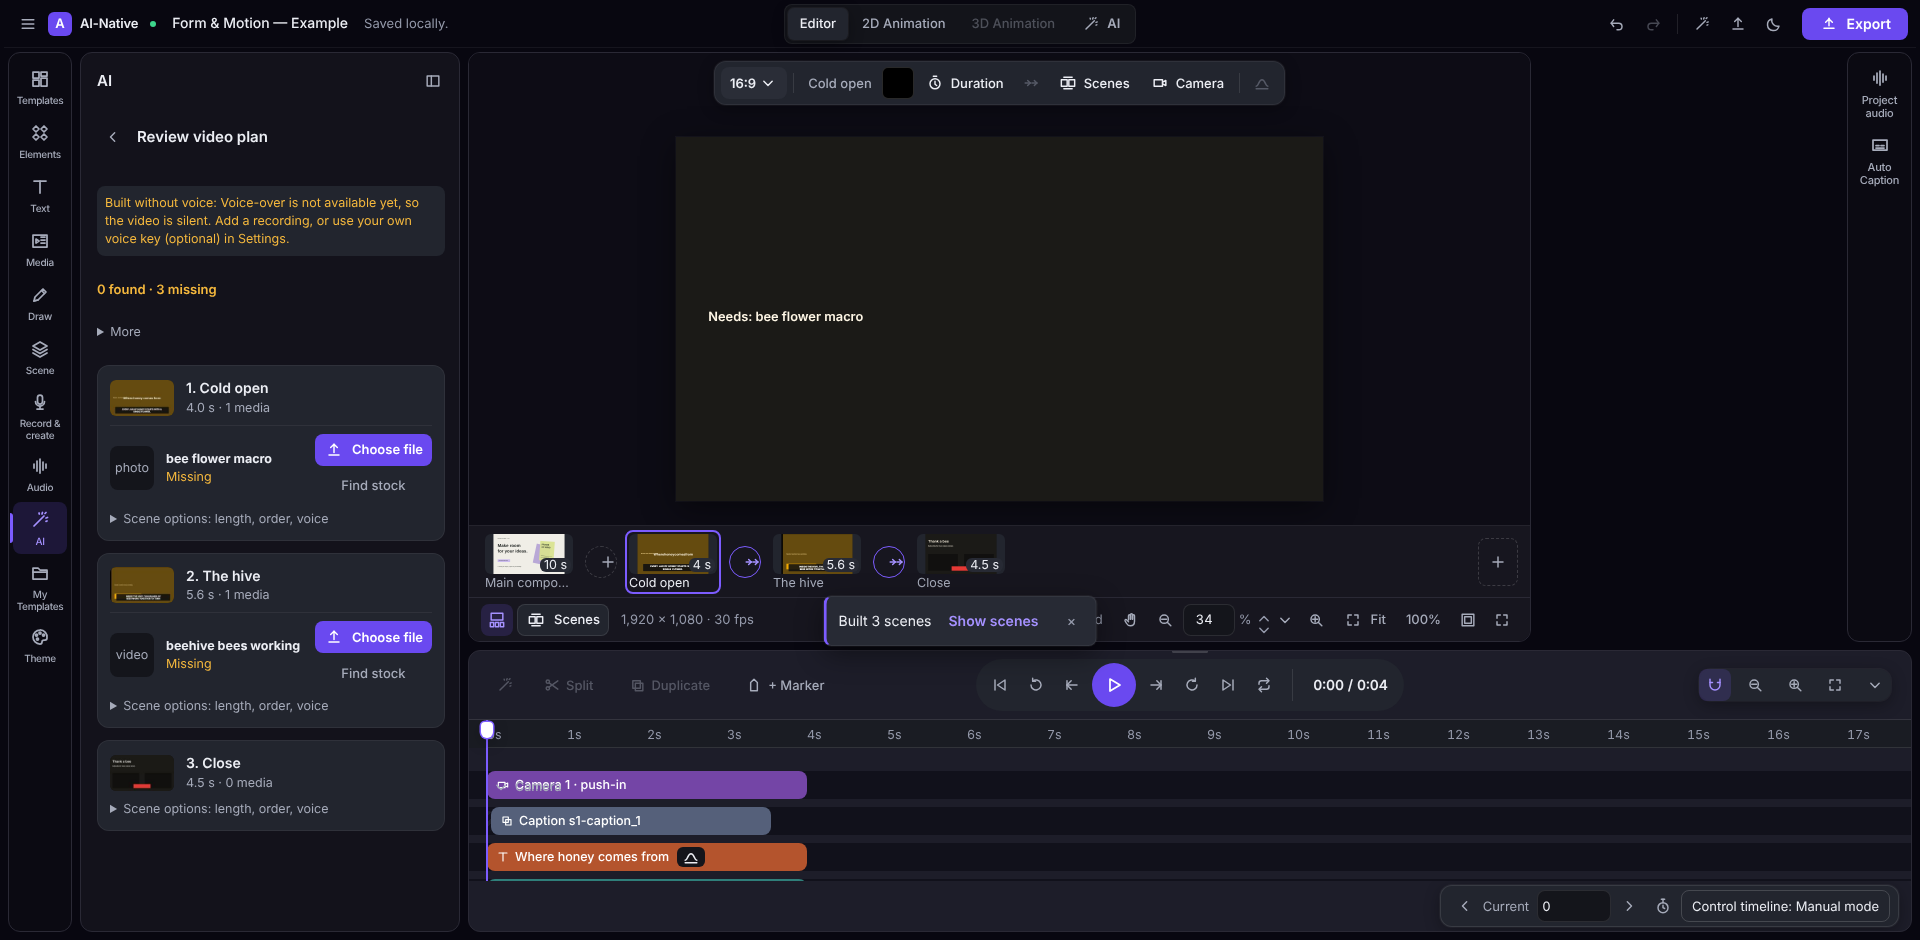 A AI-Native Form & Motion — Example Saved locally.
Editor 2D Animation 3D Animation AI
Export
Templates
Elements
Text
Media
Draw
Scene
Record &
create
Audio
AI
My
Templates
Theme
AI
Review video plan
Built without voice: Voice-over is not available yet, so
the video is silent. Add a recording, or use your own
voice key (optional) in Settings.
0 found · 3 missing
More
1. Cold open
4.0 s · 1 media
photo
bee flower macro
Missing
Choose file
Find stock
Scene options: length, order, voice
2. The hive
5.6 s · 1 media
video
beehive bees working
Missing
Choose file
Find stock
Scene options: length, order, voice
3. Close
4.5 s · 0 media
Scene options: length, order, voice
16:9 Cold open Duration Scenes Camera
Needs: bee flower macro
Make room
for your ideas.
10 s
Main compo...
4 s
Cold open
5.6 s
The hive
4.5 s
Close
Scenes 1,920 × 1,080 · 30 fps
Built 3 scenes Show scenes ×
34 % Fit 100%
Project
audio
Auto
Caption
Split Duplicate + Marker
0:00 / 0:04
1s 2s 3s 4s 5s 6s 7s 8s 9s 10s 11s 12s 13s 14s 15s 16s 17s
Camera 1 · push-in
Caption s1-caption_1
Where honey comes from
Current 0 Control timeline: Manual mode